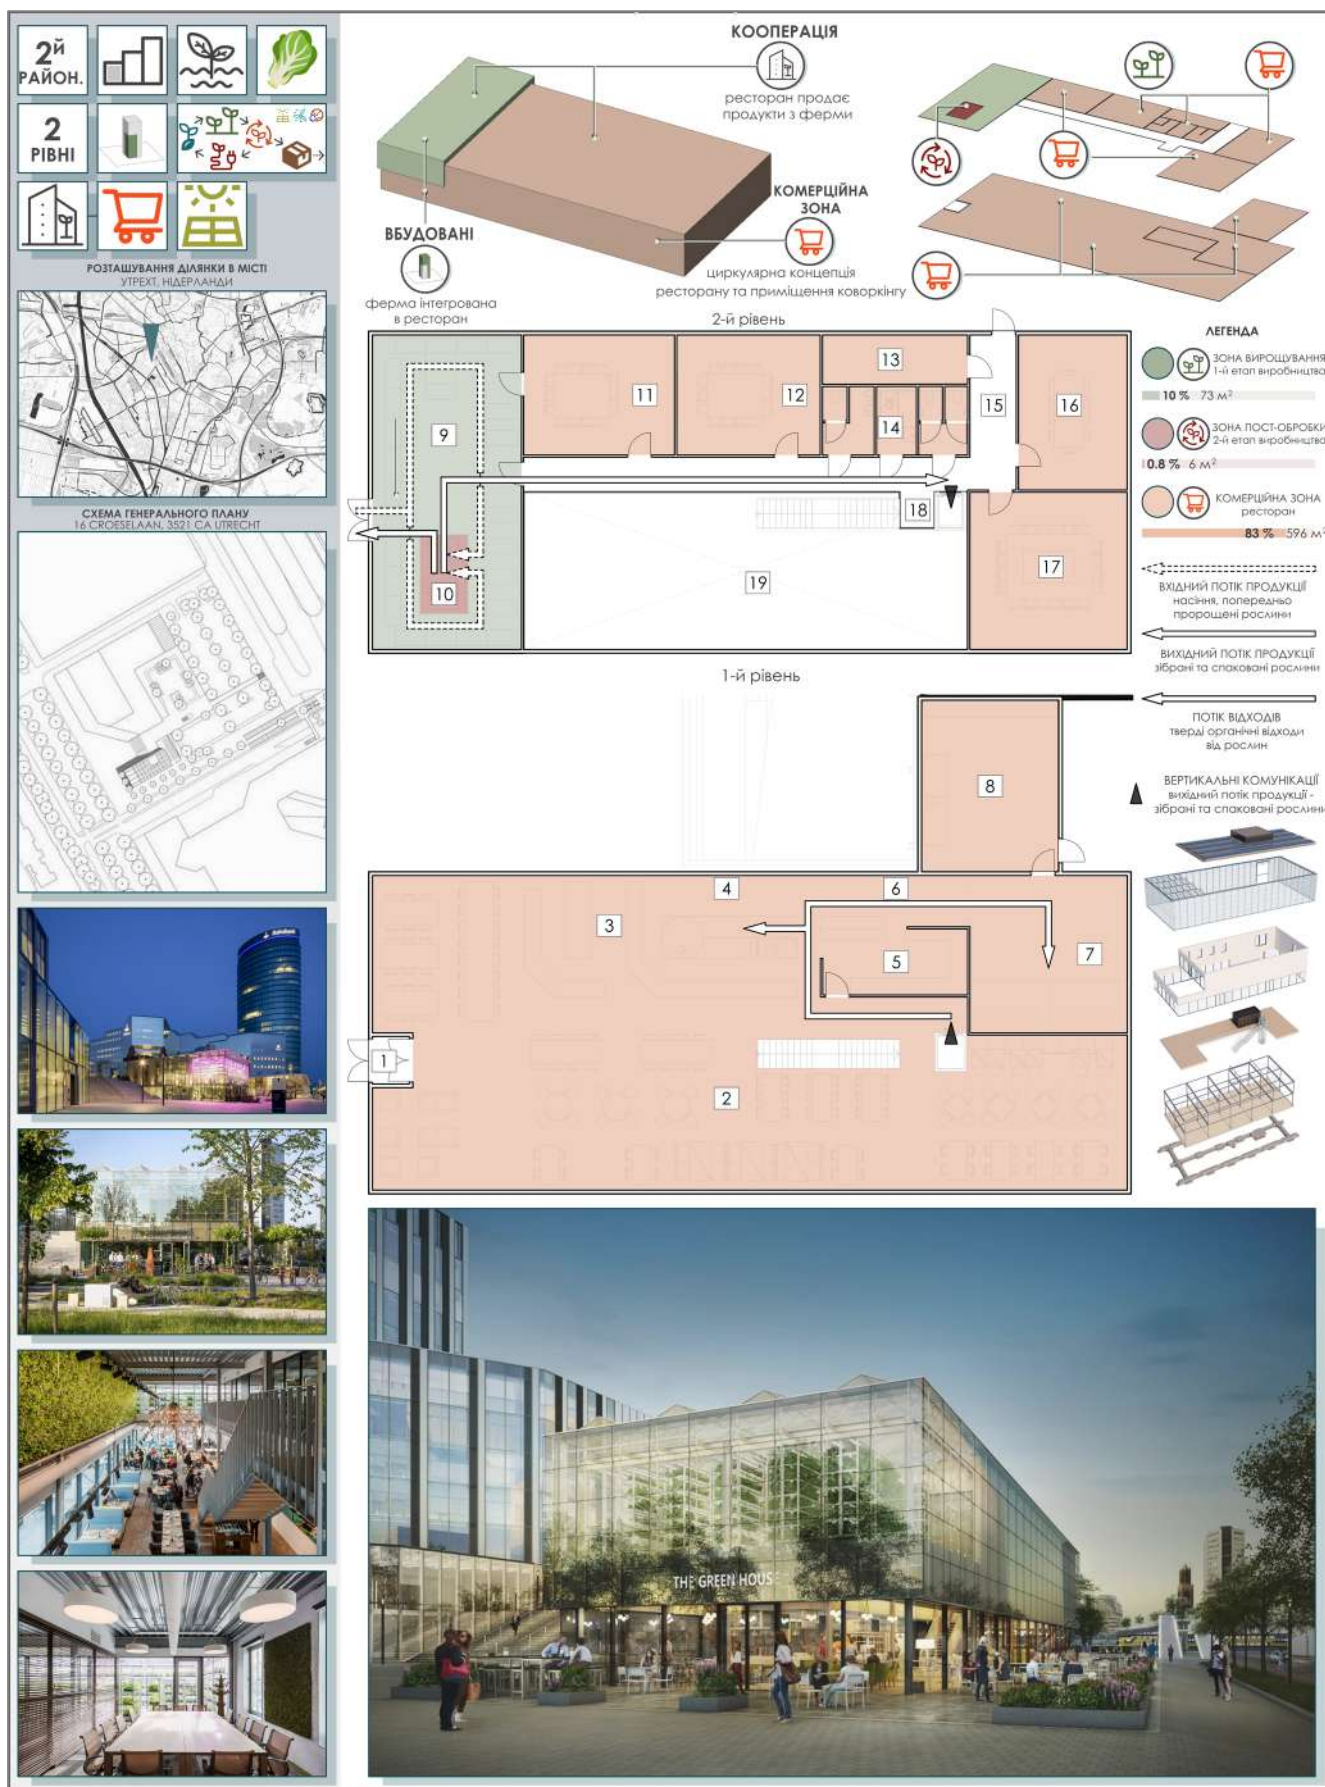 2й
РАЙОН.
2
РІВНІ
РОЗТАШУВАННЯ ДІЛЯНКИ В МІСТІ
УТРЕХТ, НІДЕРЛАНДИ
СХЕМА ГЕНЕРАЛЬНОГО ПЛАНУ
16 CROESELAAN, 3521 CA UTRECHT
КООПЕРАЦІЯ
ресторан продає
продукти з ферми
КОМЕРЦІЙНА
ЗОНА
циркулярна концепція
ресторану та приміщення коворкінгу
ВБУДОВАНІ
ферма інтегрована
в ресторан
2-й рівень
9
10
11
12
13
14
15
16
17
18
19
1-й рівень
1
2
3
4
5
6
7
8
ЛЕГЕНДА
ЗОНА ВИРОЩУВАННЯ
1-й етап виробництва
10 % 73 м²
ЗОНА ПОСТ-ОБРОБКИ
2-й етап виробництва
0.8 % 6 м²
КОМЕРЦІЙНА ЗОНА
ресторан
83 % 596 м²
ВХІДНИЙ ПОТІК ПРОДУКЦІЇ
насіння, попередньо
пророщені рослини
ВИХІДНИЙ ПОТІК ПРОДУКЦІЇ
зібрані та спаковані рослини
ПОТІК ВІДХОДІВ
тверді органічні відходи
від рослин
ВЕРТИКАЛЬНІ КОМУНІКАЦІЇ
вихідний потік продукції -
зібрані та спаковані рослини
THE GREEN HOUSE